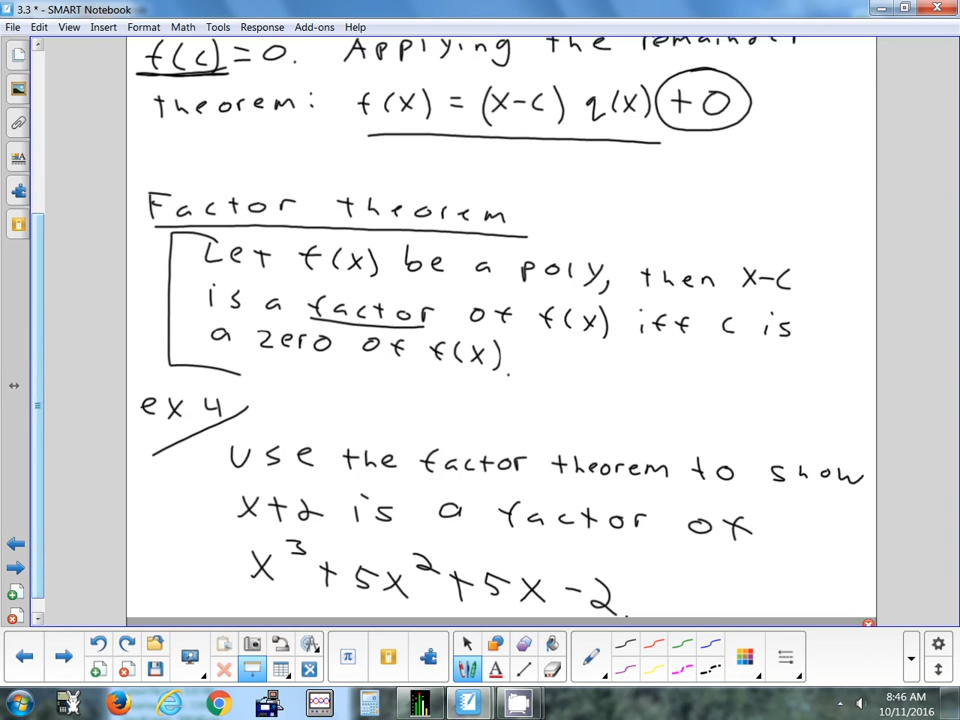 3.3 * - SMART Notebook
File Edit View Insert Format Math Tools Response Add-ons Help
f(c) = 0. Applying the remainder
theorem: f(x) = (x-c) q(x) + 0
Factor theorem
Let f(x) be a poly, then x-c
is a factor of f(x) iff c is
a zero of f(x).
ex 4
Use the factor theorem to show
x+2 is a factor of
x³ + 5x² + 5x - 2.
8:46 AM
10/11/2016